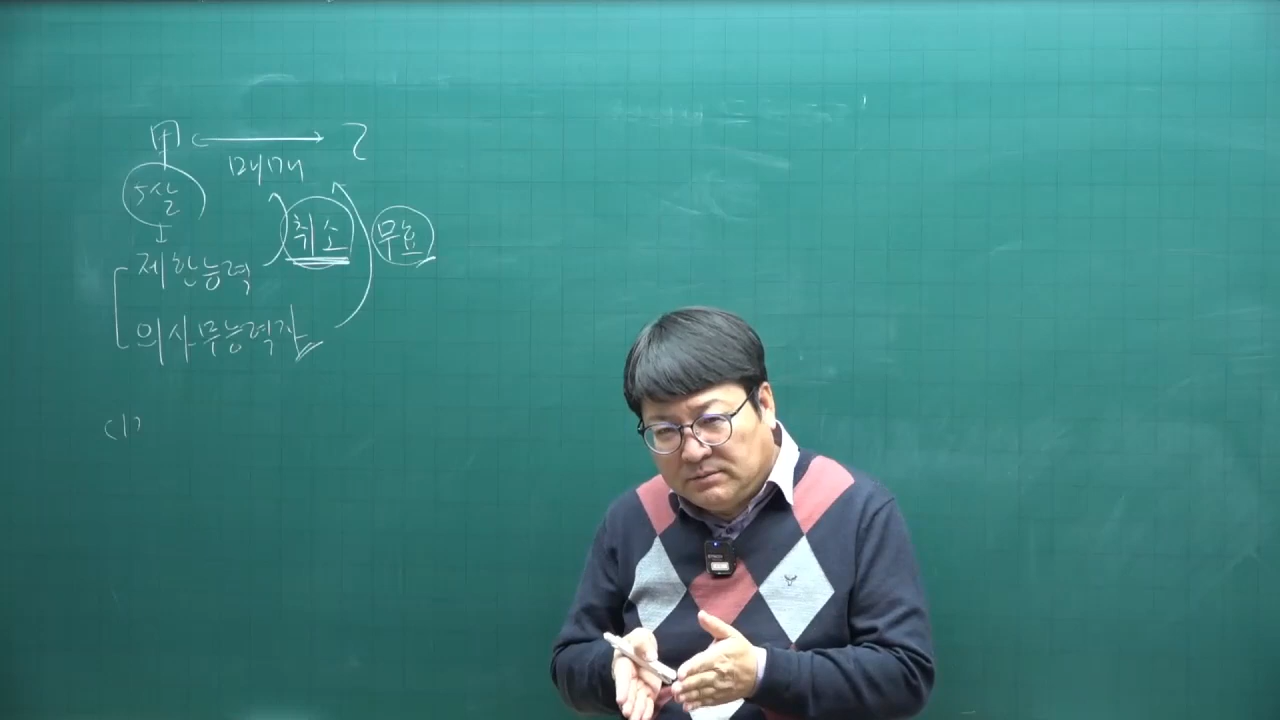 甲 ↔ 乙
매매
5살
취소 무효
제한능력
의사무능력자